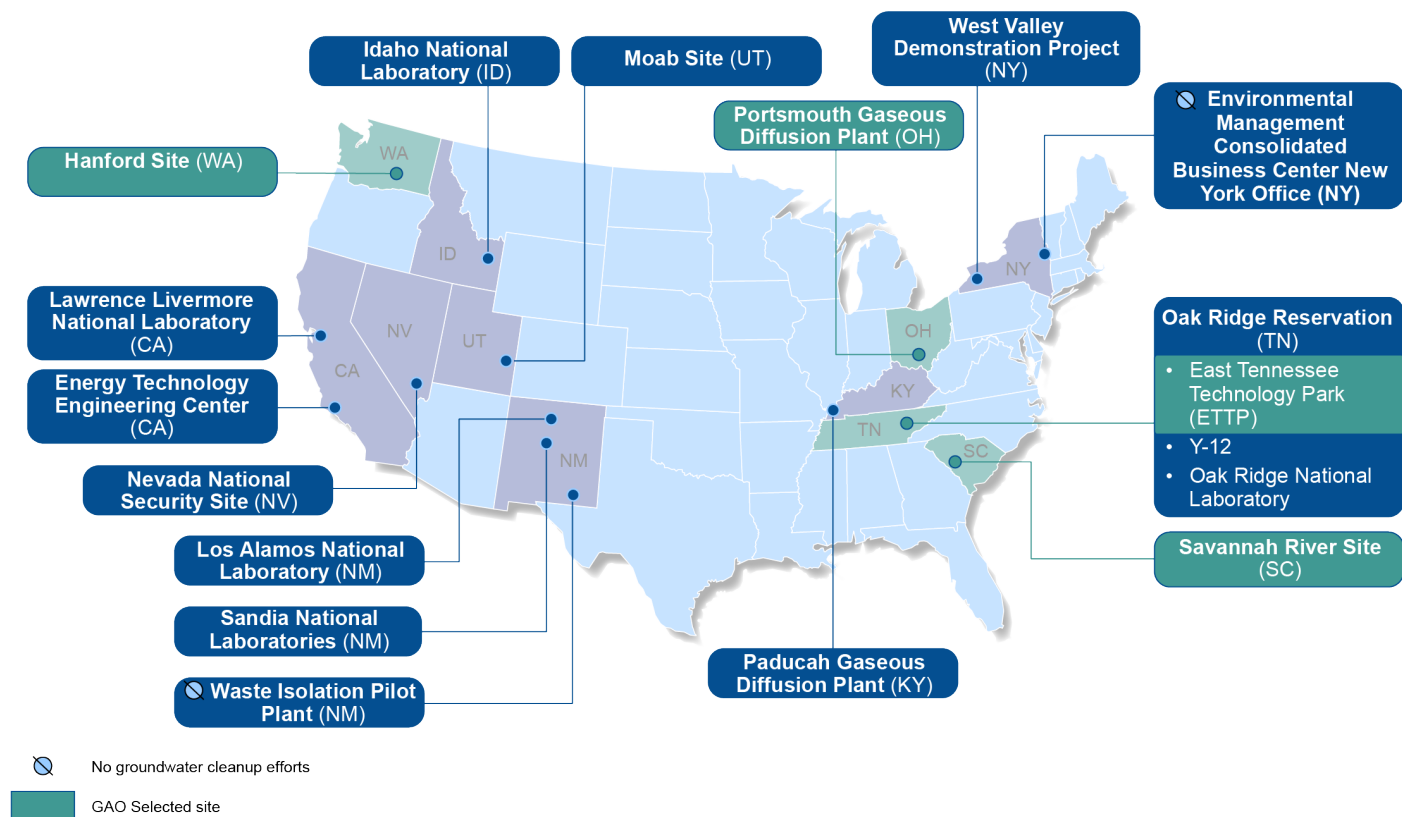 West Valley
Demonstration Project
(NY)
Idaho National
Laboratory (ID)
Moab Site (UT)
Environmental
Management
Consolidated
Business Center New
York Office (NY)
Portsmouth Gaseous
Diffusion Plant (OH)
Hanford Site (WA)
WA
ID
NY
Lawrence Livermore
National Laboratory
(CA)
NV
UT
OH
CA
KY
TN
SC
NM
Oak Ridge Reservation
(TN)
• East Tennessee
Technology Park
(ETTP)
• Y-12
• Oak Ridge National
Laboratory
Energy Technology
Engineering Center
(CA)
Nevada National
Security Site (NV)
Los Alamos National
Laboratory (NM)
Savannah River Site
(SC)
Sandia National
Laboratories (NM)
Waste Isolation Pilot
Plant (NM)
Paducah Gaseous
Diffusion Plant (KY)
No groundwater cleanup efforts
GAO Selected site